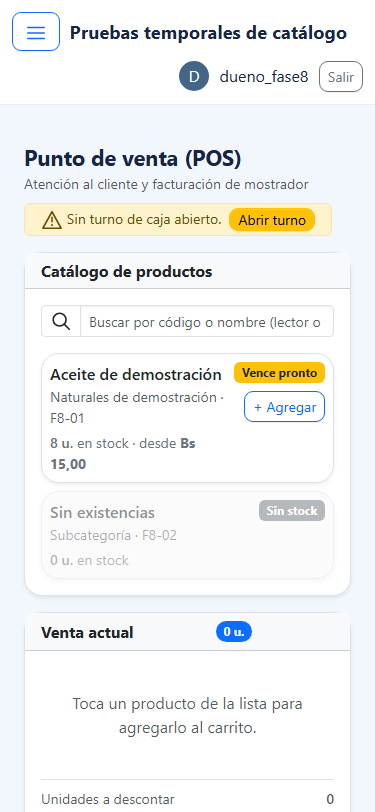 Pruebas temporales de catálogo
D dueno_fase8 Salir
Punto de venta (POS)
Atención al cliente y facturación de mostrador
Sin turno de caja abierto. Abrir turno
Catálogo de productos
Buscar por código o nombre (lector o
Aceite de demostración Vence pronto
Naturales de demostración ·
F8-01
+ Agregar
8 u. en stock · desde Bs
15,00
Sin existencias Sin stock
Subcategoría · F8-02
0 u. en stock
Venta actual 0 u.
Toca un producto de la lista para
agregarlo al carrito.
Unidades a descontar 0